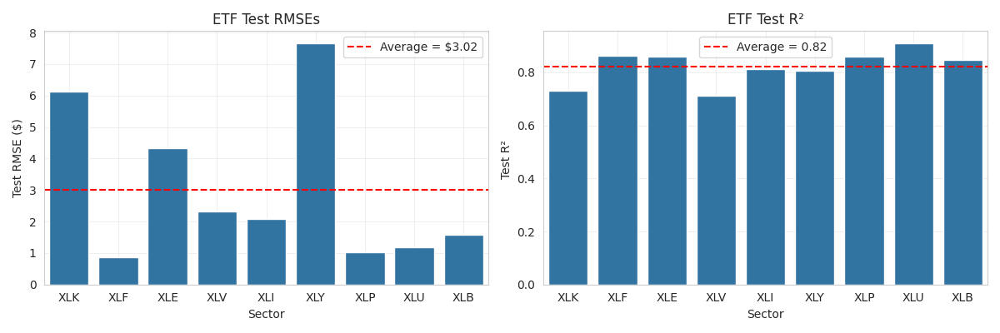 ETF Test RMSEs
Test RMSE ($)
8
7
6
5
4
3
2
1
0
Average = $3.02
XLK XLF XLE XLV XLI XLY XLP XLU XLB
Sector
ETF Test R²
Test R²
0.8
0.6
0.4
0.2
0.0
Average = 0.82
XLK XLF XLE XLV XLI XLY XLP XLU XLB
Sector